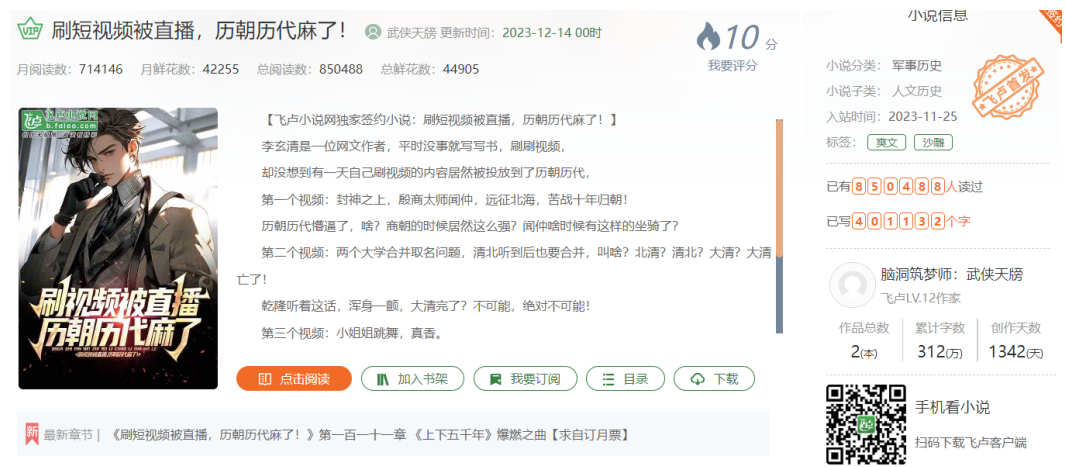 VIP 刷短视频被直播，历朝历代麻了！ 武侠天牓 更新时间：2023-12-14 00时
10 分
我要评分
月阅读数：714146 月鲜花数：42255 总阅读数：850488 总鲜花数：44905
飞卢小说网
b.faloo.com
刷视频被直播
历朝历代麻了
【飞卢小说网独家签约小说：刷短视频被直播，历朝历代麻了！】
李玄清是一位网文作者，平时没事就写写书，刷刷视频，
却没想到有一天自己刷视频的内容居然被投放到了历朝历代，
第一个视频：封神之上，殷商太师闻仲，远征北海，苦战十年归朝！
历朝历代懵逼了，啥？商朝的时候居然这么强？闻仲啥时候有这样的坐骑了？
第二个视频：两个大学合并取名问题，清北听到后也要合并，叫啥？北清？清北？大清？大清
亡了！
乾隆听着这话，浑身一颤，大清完了？不可能，绝对不可能！
第三个视频：小姐姐跳舞，真香。
点击阅读 加入书架 我要订阅 目录 下载
新 最新章节 | 《刷短视频被直播，历朝历代麻了！》第一百一十一章 《上下五千年》爆燃之曲【求自订月票】
小说信息
签约
小说分类：军事历史
小说子类：人文历史
入站时间：2023-11-25
标签：爽文 沙雕
飞卢首发
已有850488人读过
已写401132个字
脑洞筑梦师：武侠天牓
飞卢LV.12作家
作品总数 累计字数 创作天数
2(本) 312(万) 1342(天)
手机看小说
扫码下载飞卢客户端